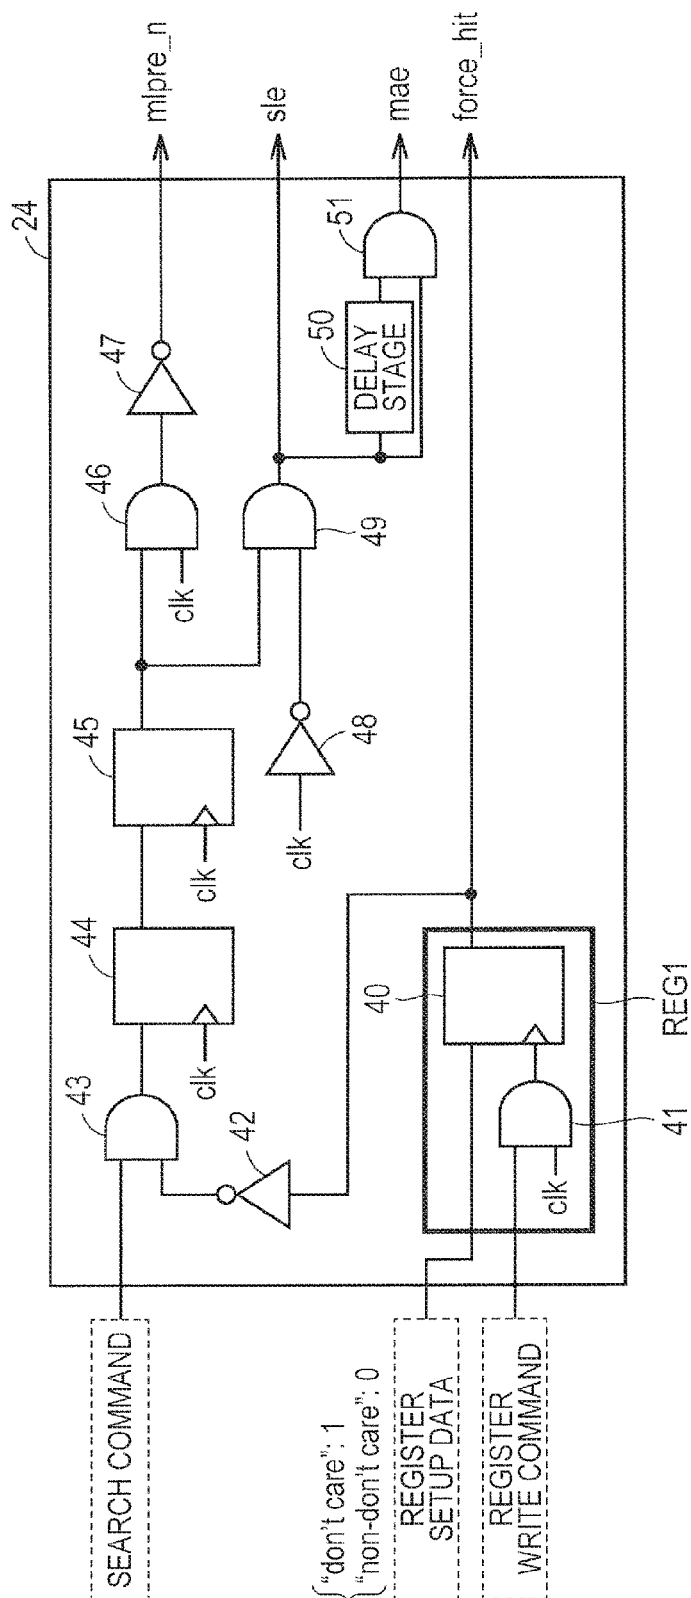 24
mlpre_n
sle
mae
force_hit
47
46
clk
49
50
DELAY
STAGE
51
45
clk
48
clk
44
clk
43
42
40
41
clk
REG1
SEARCH COMMAND
"don't care": 1
"non-don't care": 0
REGISTER
SETUP DATA
REGISTER
WRITE COMMAND